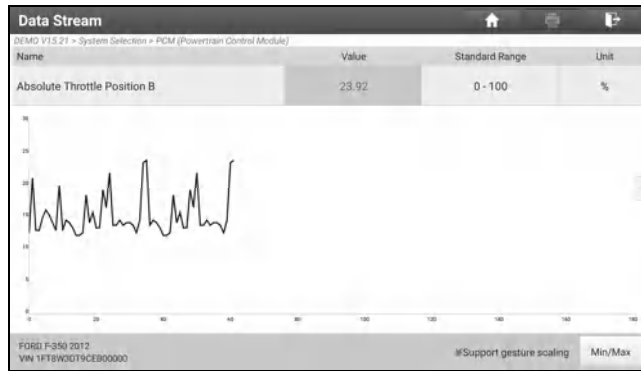 Data Stream
DEMO V15.21 > System Selection > PCM (Powertrain Control Module)
Name Value Standard Range Unit
Absolute Throttle Position B 23.92 0 - 100 %
30
25
20
15
10
5
0
0 20 40 60 80 100 120 140 160 180
FORD F-350 2012
VIN 1FT8W3DT9CEB00000
※Support gesture scaling Min/Max